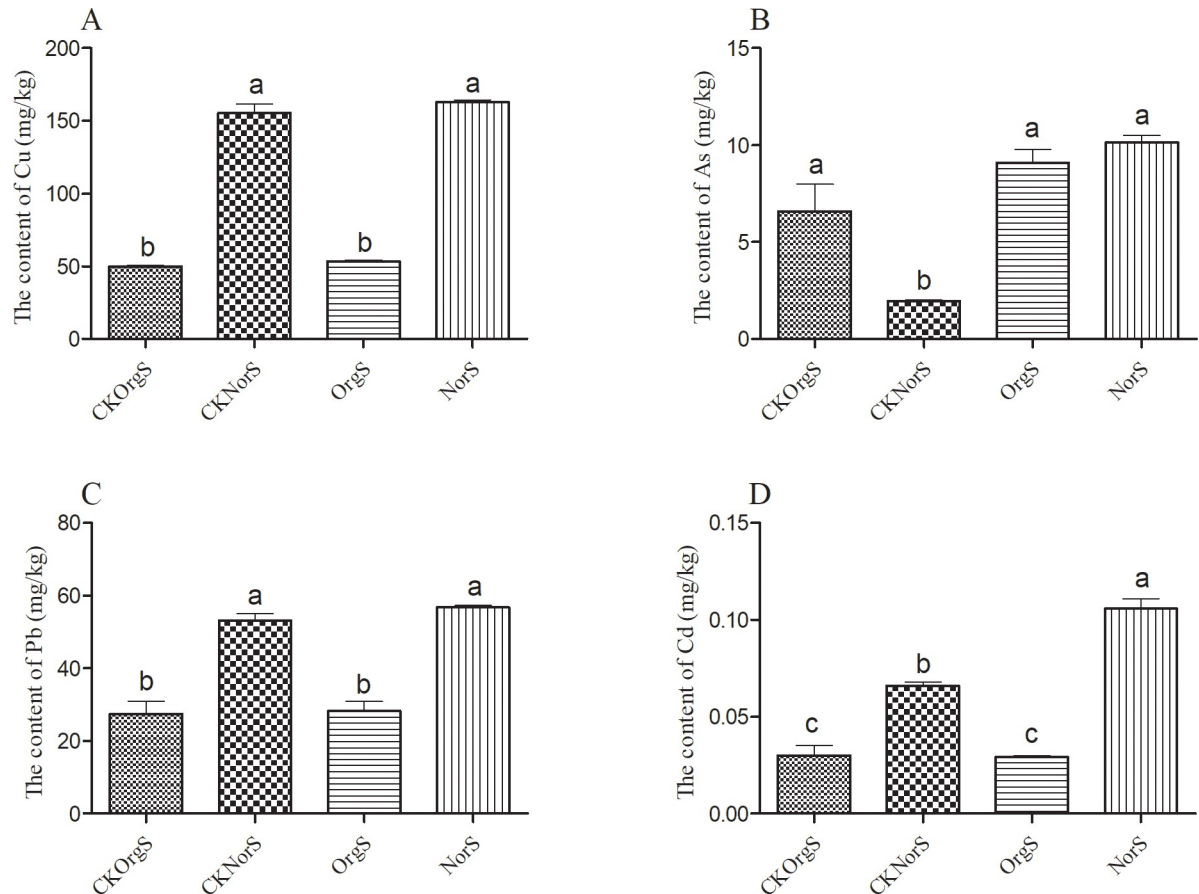 A
The content of Cu (mg/kg)
200
150
100
50
0
b
a
b
a
CKOrgS
CKNorS
OrgS
NorS
B
The content of As (mg/kg)
15
10
5
0
a
b
a
a
CKOrgS
CKNorS
OrgS
NorS
C
The content of Pb (mg/kg)
80
60
40
20
0
b
a
b
a
CKOrgS
CKNorS
OrgS
NorS
D
The content of Cd (mg/kg)
0.15
0.10
0.05
0.00
c
b
c
a
CKOrgS
CKNorS
OrgS
NorS